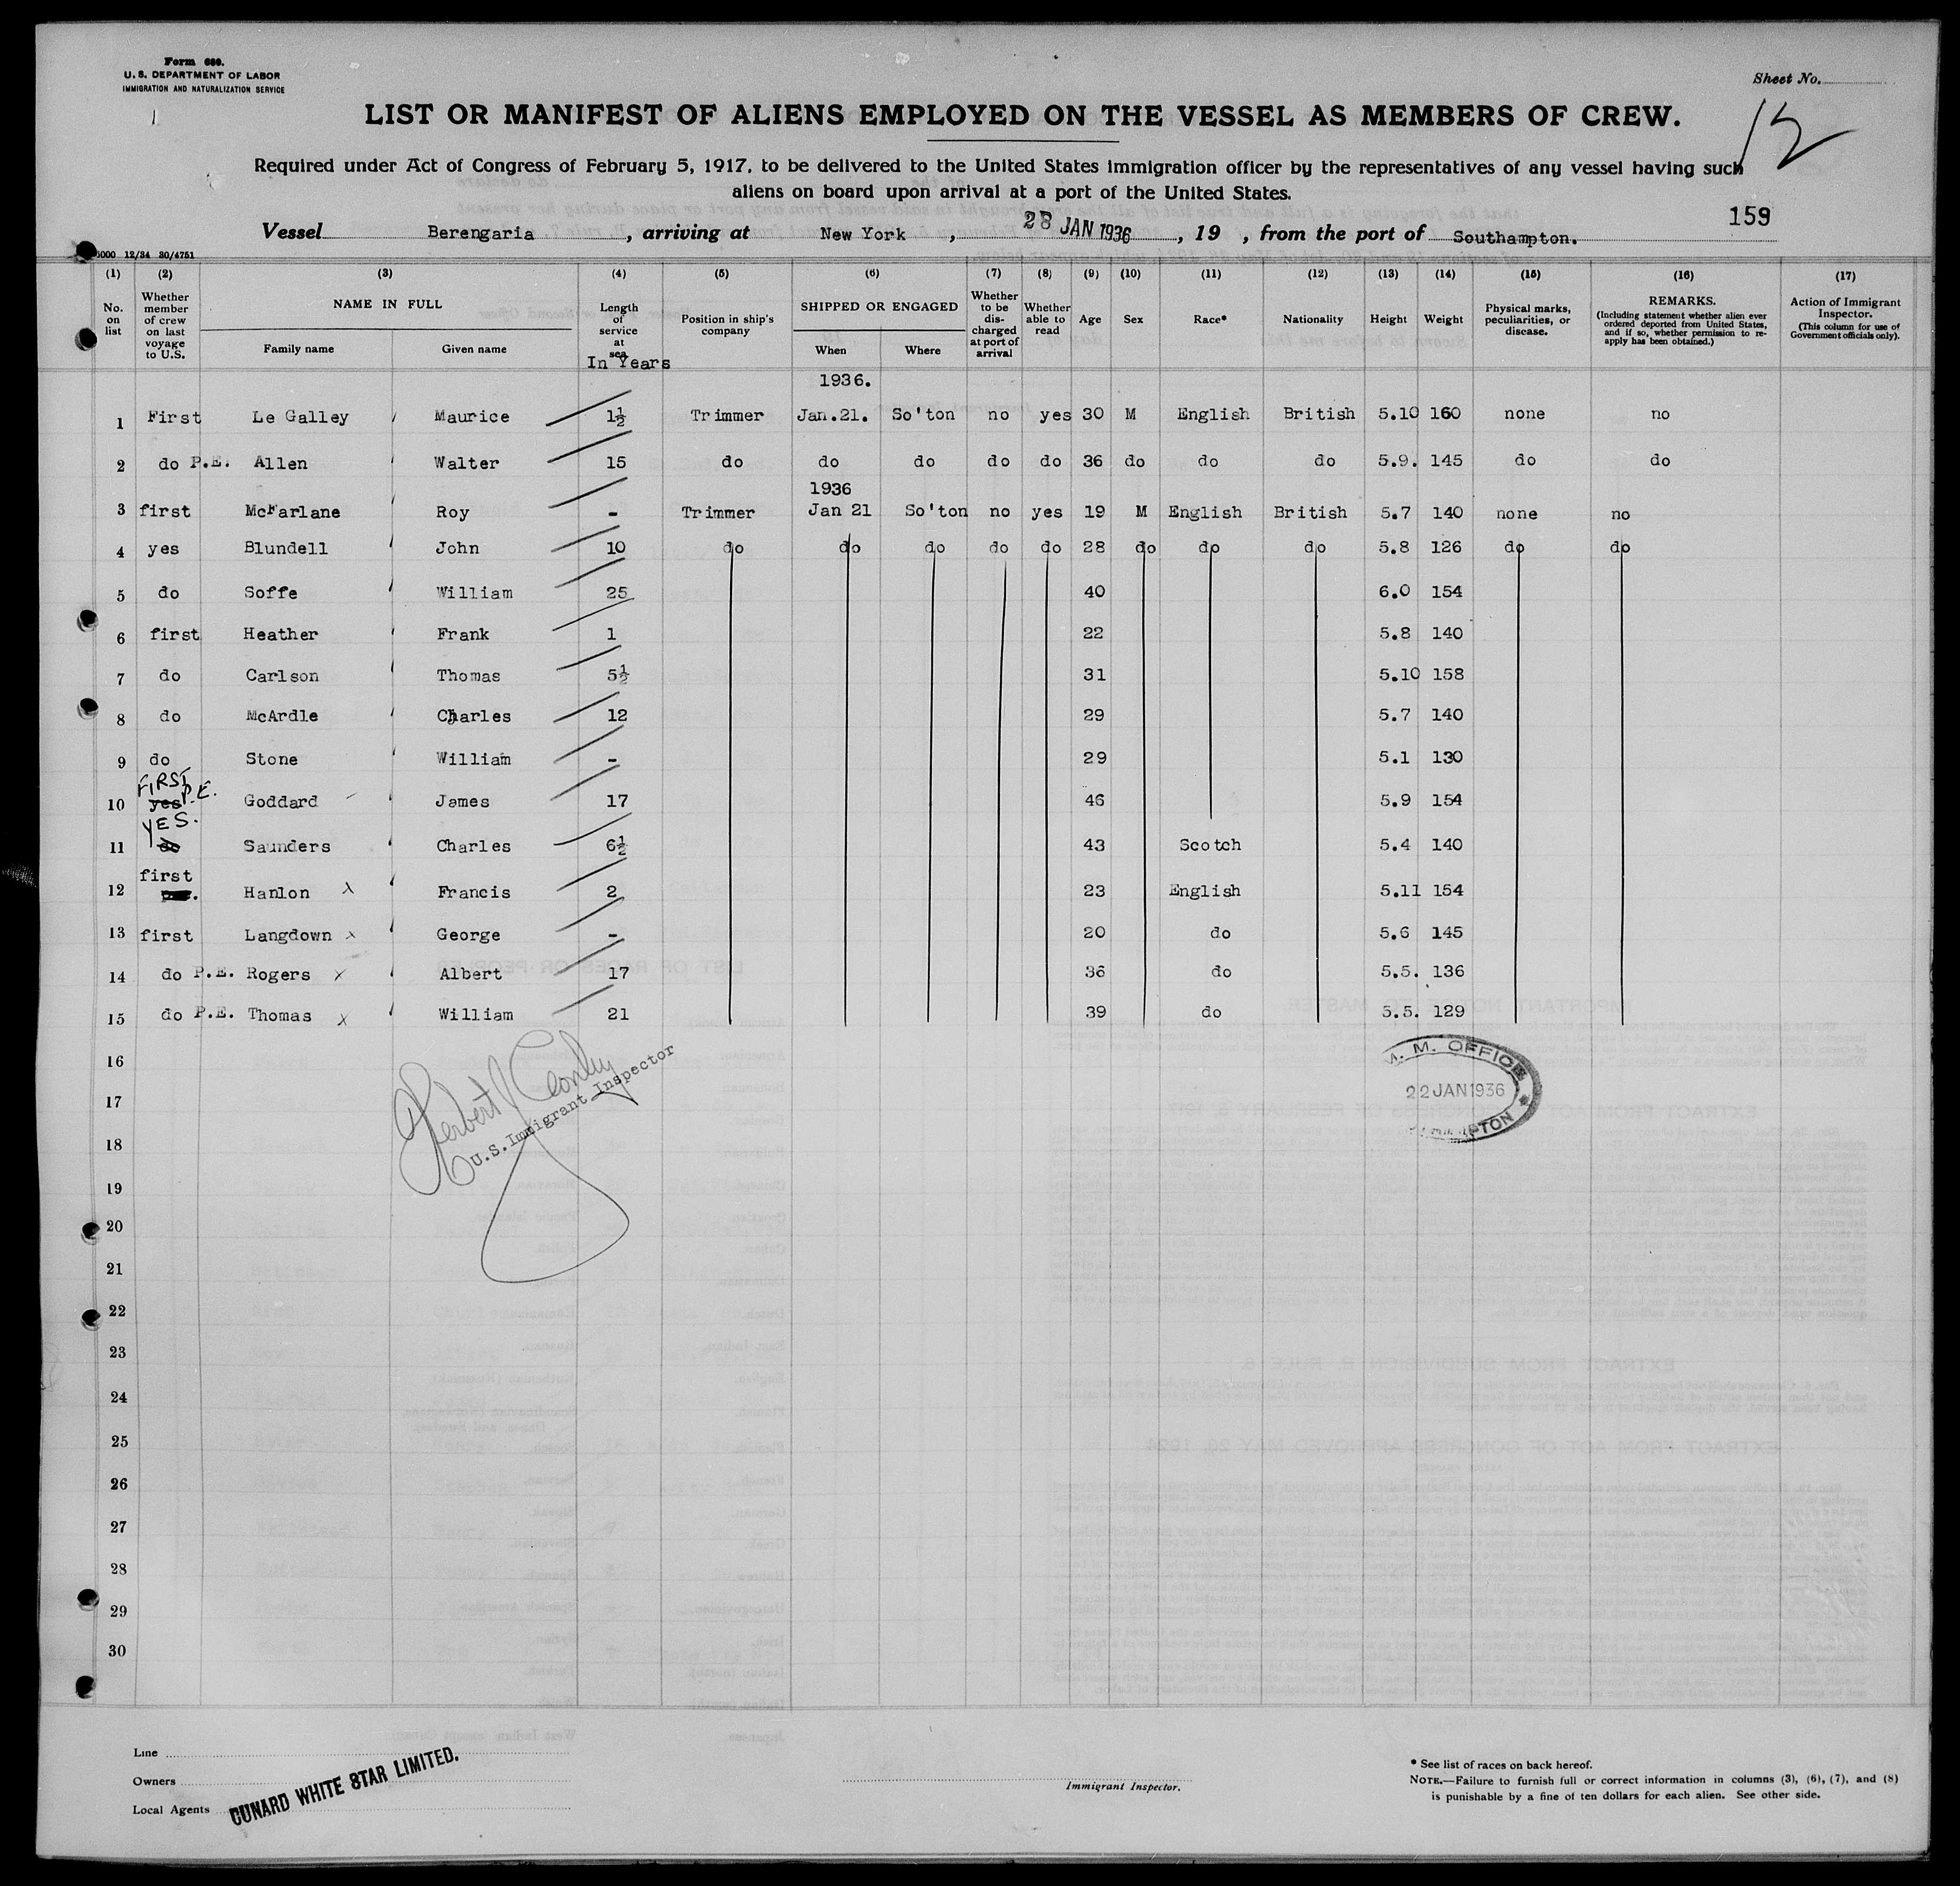 Form 680.
U. S. DEPARTMENT OF LABOR
IMMIGRATION AND NATURALIZATION SERVICE
Sheet No.
12
LIST OR MANIFEST OF ALIENS EMPLOYED ON THE VESSEL AS MEMBERS OF CREW.
Required under Act of Congress of February 5, 1917, to be delivered to the United States immigration officer by the representatives of any vessel having such
aliens on board upon arrival at a port of the United States.
159
Vessel Berengaria, arriving at New York, 28 JAN 1936, 19 , from the port of Southampton.
5000 12/34 30/4751
(1) (2) (3) (4) (5) (6) (7) (8) (9) (10) (11) (12) (13) (14) (15) (16) (17)
No. on list
Whether member of crew on last voyage to U.S.
NAME IN FULL
Family name
Given name
Length of service at sea
In Years
Position in ship's company
SHIPPED OR ENGAGED
When
Where
Whether to be discharged at port of arrival
Whether able to read
Age
Sex
Race*
Nationality
Height
Weight
Physical marks, peculiarities, or disease.
REMARKS.
(Including statement whether alien ever ordered deported from United States, and if so, whether permission to reapply has been obtained.)
Action of Immigrant Inspector.
(This column for use of Government officials only).
1936.
1 First Le Galley Maurice 1½ Trimmer Jan.21. So'ton no yes 30 M English British 5.10 160 none no
2 do P.E. Allen Walter 15 do do do do do 36 do do do 5.9. 145 do do
1936
3 first McFarlane Roy - Trimmer Jan 21 So'ton no yes 19 M English British 5.7 140 none no
4 yes Blundell John 10 do do do do do 28 do do do 5.8 126 do do
5 do Soffe William 25 40 6.0 154
6 first Heather Frank 1 22 5.8 140
7 do Carlson Thomas 5½ 31 5.10 158
8 do McArdle Charles 12 29 5.7 140
9 do Stone William - 29 5.1 130
FIRST P.E.
10 yes Goddard James 17 46 5.9 154
YES.
11 do Saunders Charles 6½ 43 Scotch 5.4 140
first
12 Hanlon X Francis 2 23 English 5.11 154
13 first Langdown X George - 20 do 5.6 145
14 do P.E. Rogers X Albert 17 36 do 5.5. 136
15 do P.E. Thomas X William 21 39 do 5.5. 129
16
17
18
19
20
21
22
23
24
25
26
27
28
29
30
U.S. Immigrant Inspector
M. M. OFFICE
22 JAN 1936
Line
Owners
Local Agents
CUNARD WHITE STAR LIMITED.
Immigrant Inspector.
* See list of races on back hereof.
NOTE.—Failure to furnish full or correct information in columns (3), (6), (7), and (8)
is punishable by a fine of ten dollars for each alien. See other side.